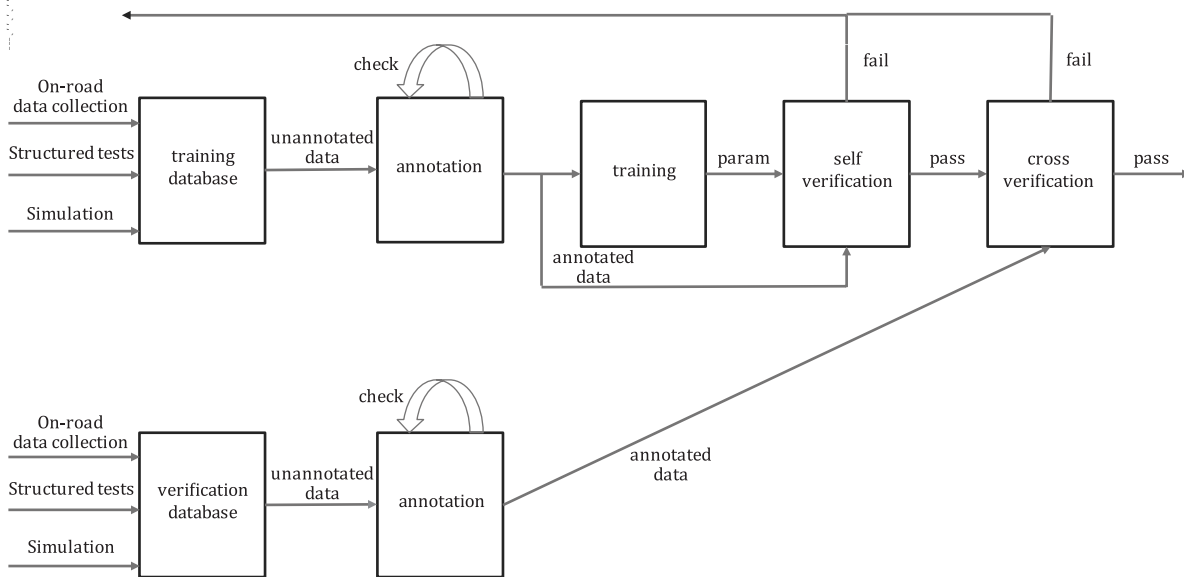 check
fail
fail
On-road
data collection
Structured tests
Simulation
training
database
unannotated
data
annotation
training
param
self
verification
pass
cross
verification
pass
annotated
data
check
On-road
data collection
Structured tests
Simulation
verification
database
unannotated
data
annotation
annotated
data